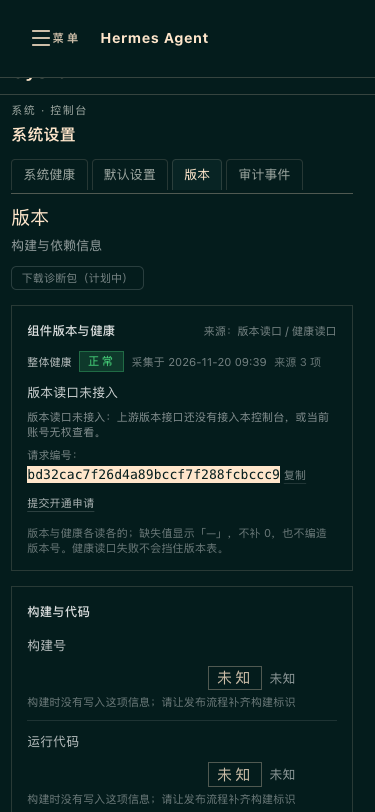 菜单 Hermes Agent
系统 · 控制台
系统设置
系统健康 默认设置 版本 审计事件
版本
构建与依赖信息
下载诊断包（计划中）
组件版本与健康 来源：版本读口 / 健康读口
整体健康 正常 采集于 2026-11-20 09:39 来源 3 项
版本读口未接入
版本读口未接入：上游版本接口还没有接入本控制台，或当前
账号无权查看。
请求编号：
bd32cac7f26d4a89bccf7f288fcbccc9 复制
提交开通申请
版本与健康各读各的；缺失值显示「—」，不补 0，也不编造
版本号。健康读口失败不会挡住版本表。
构建与代码
构建号
未知 未知
构建时没有写入这项信息；请让发布流程补齐构建标识
运行代码
未知 未知
构建时没有写入这项信息；请让发布流程补齐构建标识